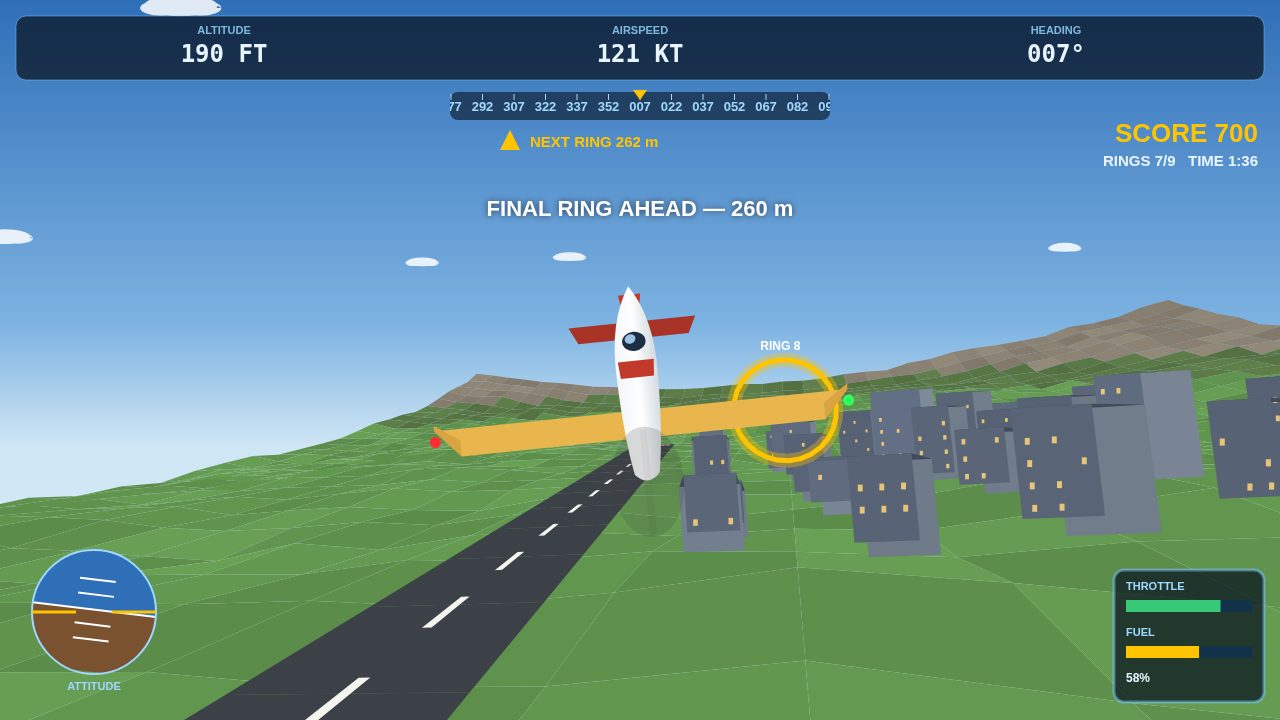 ALTITUDE
190 FT
AIRSPEED
121 KT
HEADING
007°
77 292 307 322 337 352 007 022 037 052 067 082 09
NEXT RING 262 m
SCORE 700
RINGS 7/9 TIME 1:36
FINAL RING AHEAD — 260 m
RING 8
ATTITUDE
THROTTLE
FUEL
58%